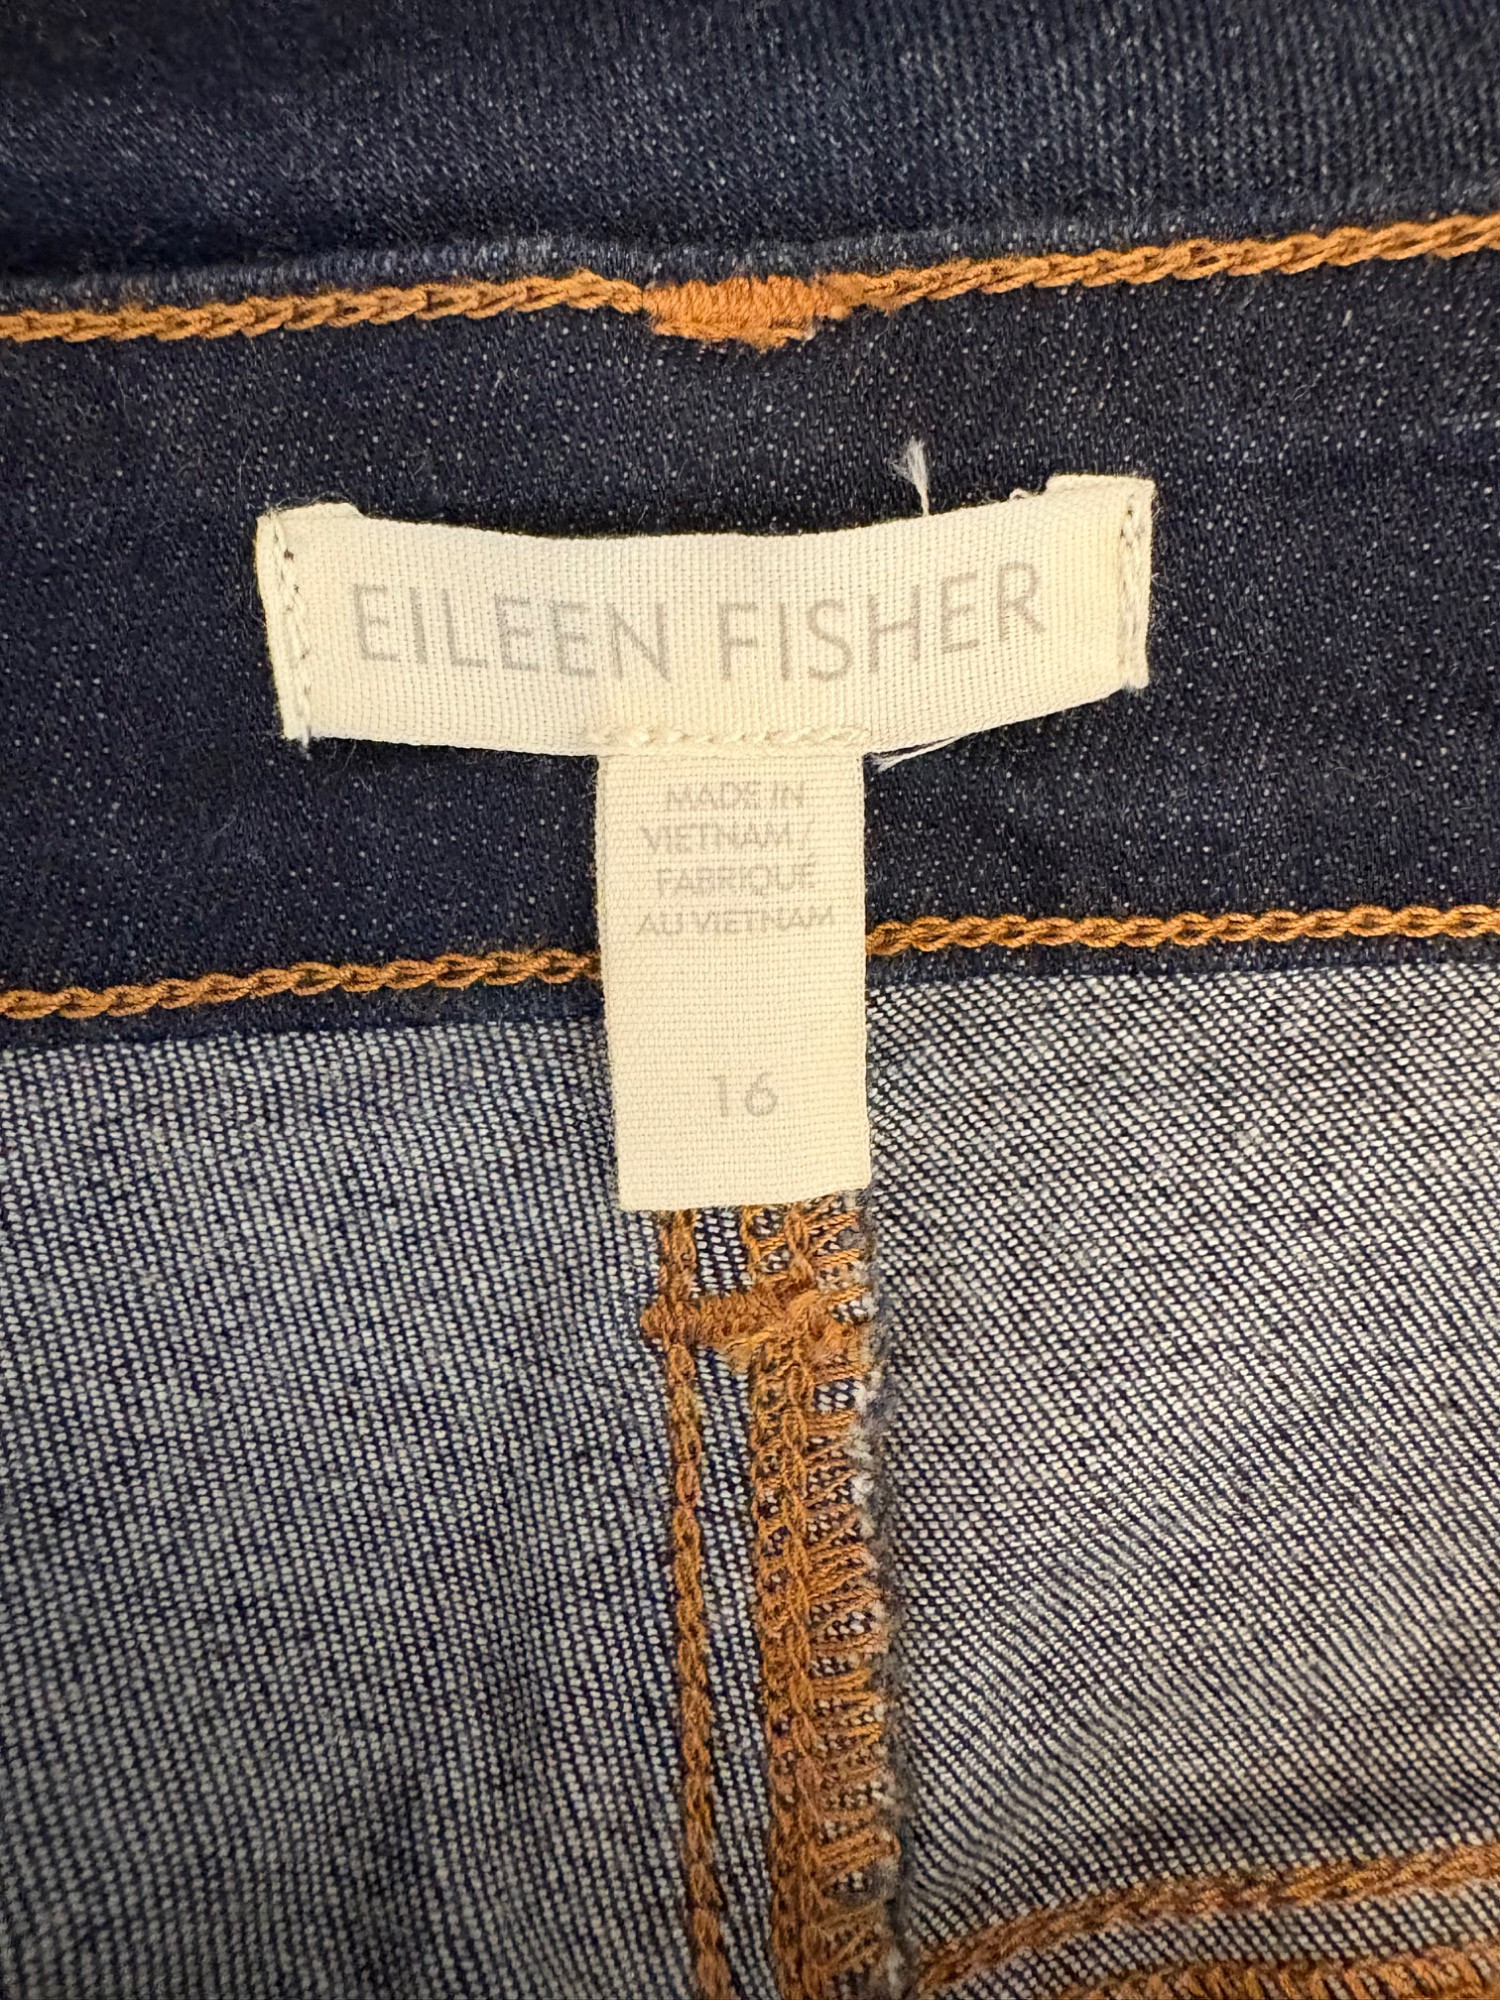 EILEEN FISHER
MADE IN
VIETNAM/
FABRIQUÉ
AU VIETNAM
16